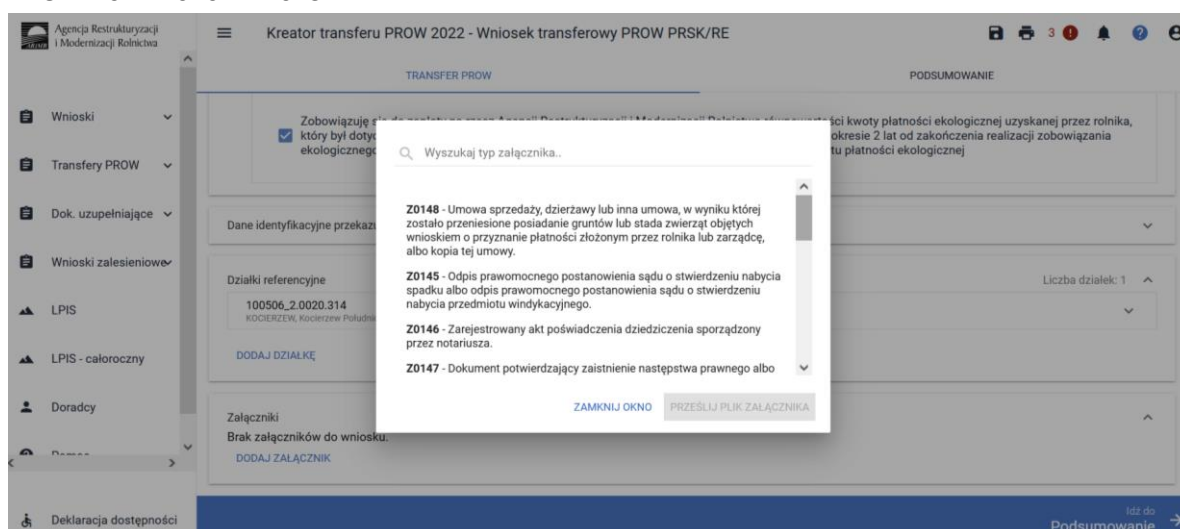 Agencja Restrukturyzacji
i Modernizacji Rolnictwa
Kreator transferu PROW 2022 - Wniosek transferowy PROW PRSK/RE
3
TRANSFER PROW
PODSUMOWANIE
Wnioski
Transfery PROW
Dok. uzupełniające
Wnioski zalesieniowe
LPIS
LPIS - całoroczny
Doradcy
Pomoc
Deklaracja dostępności
Zobowiązuję
ści kwoty płatności ekologicznej uzyskanej przez rolnika,
który był doty
okresie 2 lat od zakończenia realizacji zobowiązania
ekologicznego
tu płatności ekologicznej
Wyszukaj typ załącznika..
Z0148 - Umowa sprzedaży, dzierżawy lub inna umowa, w wyniku której
zostało przeniesione posiadanie gruntów lub stada zwierząt objętych
wnioskiem o przyznanie płatności złożonym przez rolnika lub zarządcę,
albo kopia tej umowy.
Z0145 - Odpis prawomocnego postanowienia sądu o stwierdzeniu nabycia
spadku albo odpis prawomocnego postanowienia sądu o stwierdzeniu
nabycia przedmiotu windykacyjnego.
Z0146 - Zarejestrowany akt poświadczenia dziedziczenia sporządzony
przez notariusza.
Z0147 - Dokument potwierdzający zaistnienie następstwa prawnego albo
ZAMKNIJ OKNO
PRZEŚLIJ PLIK ZAŁĄCZNIKA
Dane identyfikacyjne przekazu
Działki referencyjne
Liczba działek: 1
100506_2.0020.314
KOCIERZEW, Kocierzew Południ
DODAJ DZIAŁKĘ
Załączniki
Brak załączników do wniosku.
DODAJ ZAŁĄCZNIK
Idź do
Podsumowanie